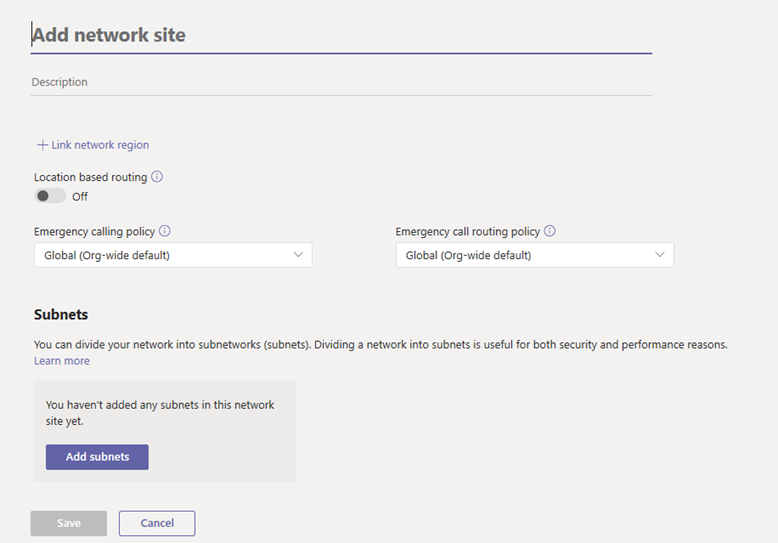 Add network site
Description
+ Link network region
Location based routing
Off
Emergency calling policy
Emergency call routing policy
Global (Org-wide default)
Global (Org-wide default)
Subnets
You can divide your network into subnetworks (subnets). Dividing a network into subnets is useful for both security and performance reasons.
Learn more
You haven't added any subnets in this network
site yet.
Add subnets
Save
Cancel